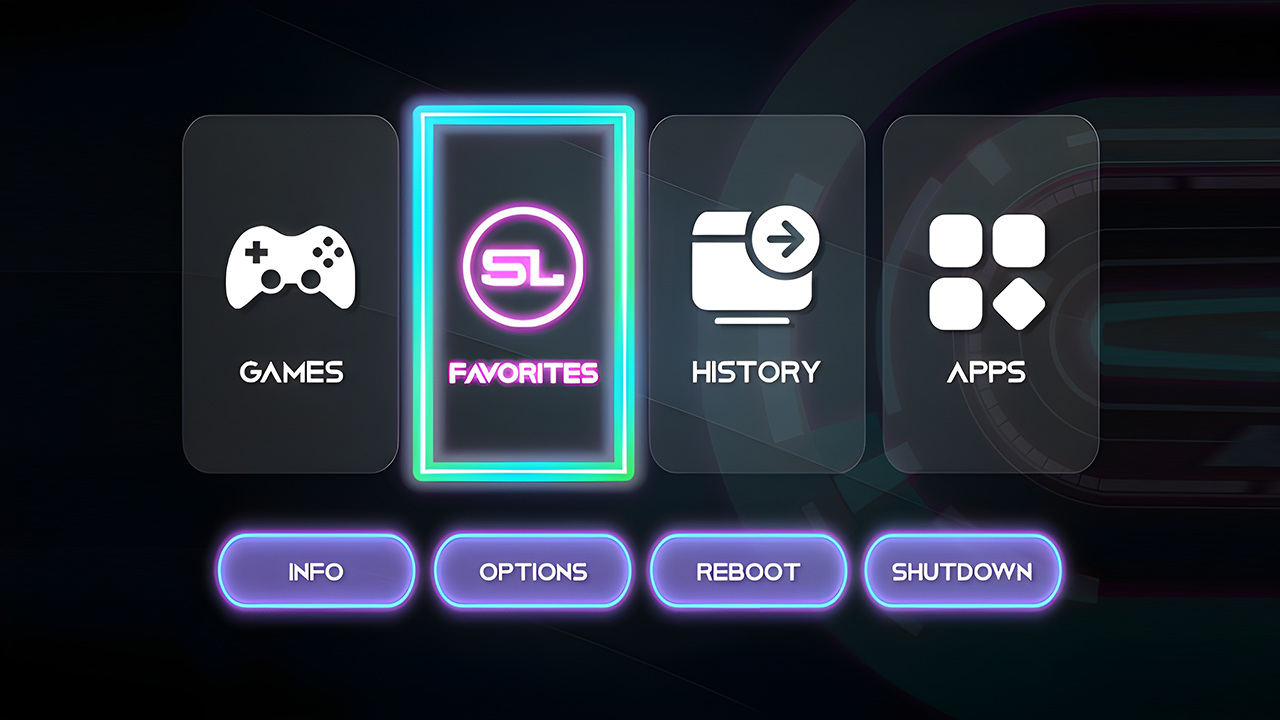 SL
GAMES
FAVORITES
HISTORY
APPS
INFO
OPTIONS
REBOOT
SHUTDOWN